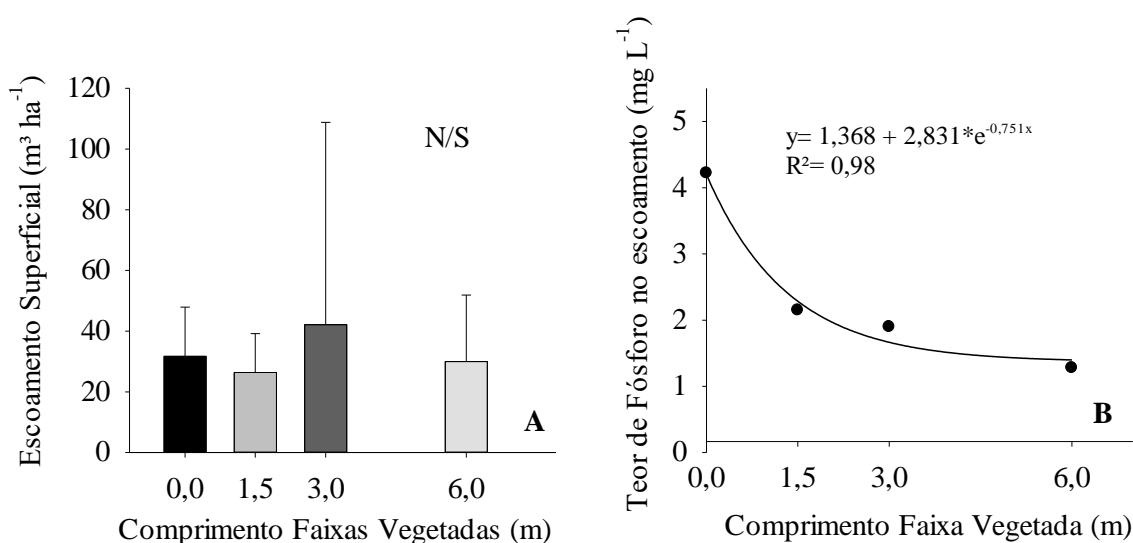 Escoamento Superficial (m³ ha⁻¹)
120
100
80
60
40
20
0
N/S
A
0,0 1,5 3,0 6,0
Comprimento Faixas Vegetadas (m)
Teor de Fósforo no escoamento (mg L⁻¹)
5
4
3
2
1
0
y= 1,368 + 2,831*e⁻⁰,⁷⁵¹ˣ
R²= 0,98
B
0,0 1,5 3,0 6,0
Comprimento Faixa Vegetada (m)